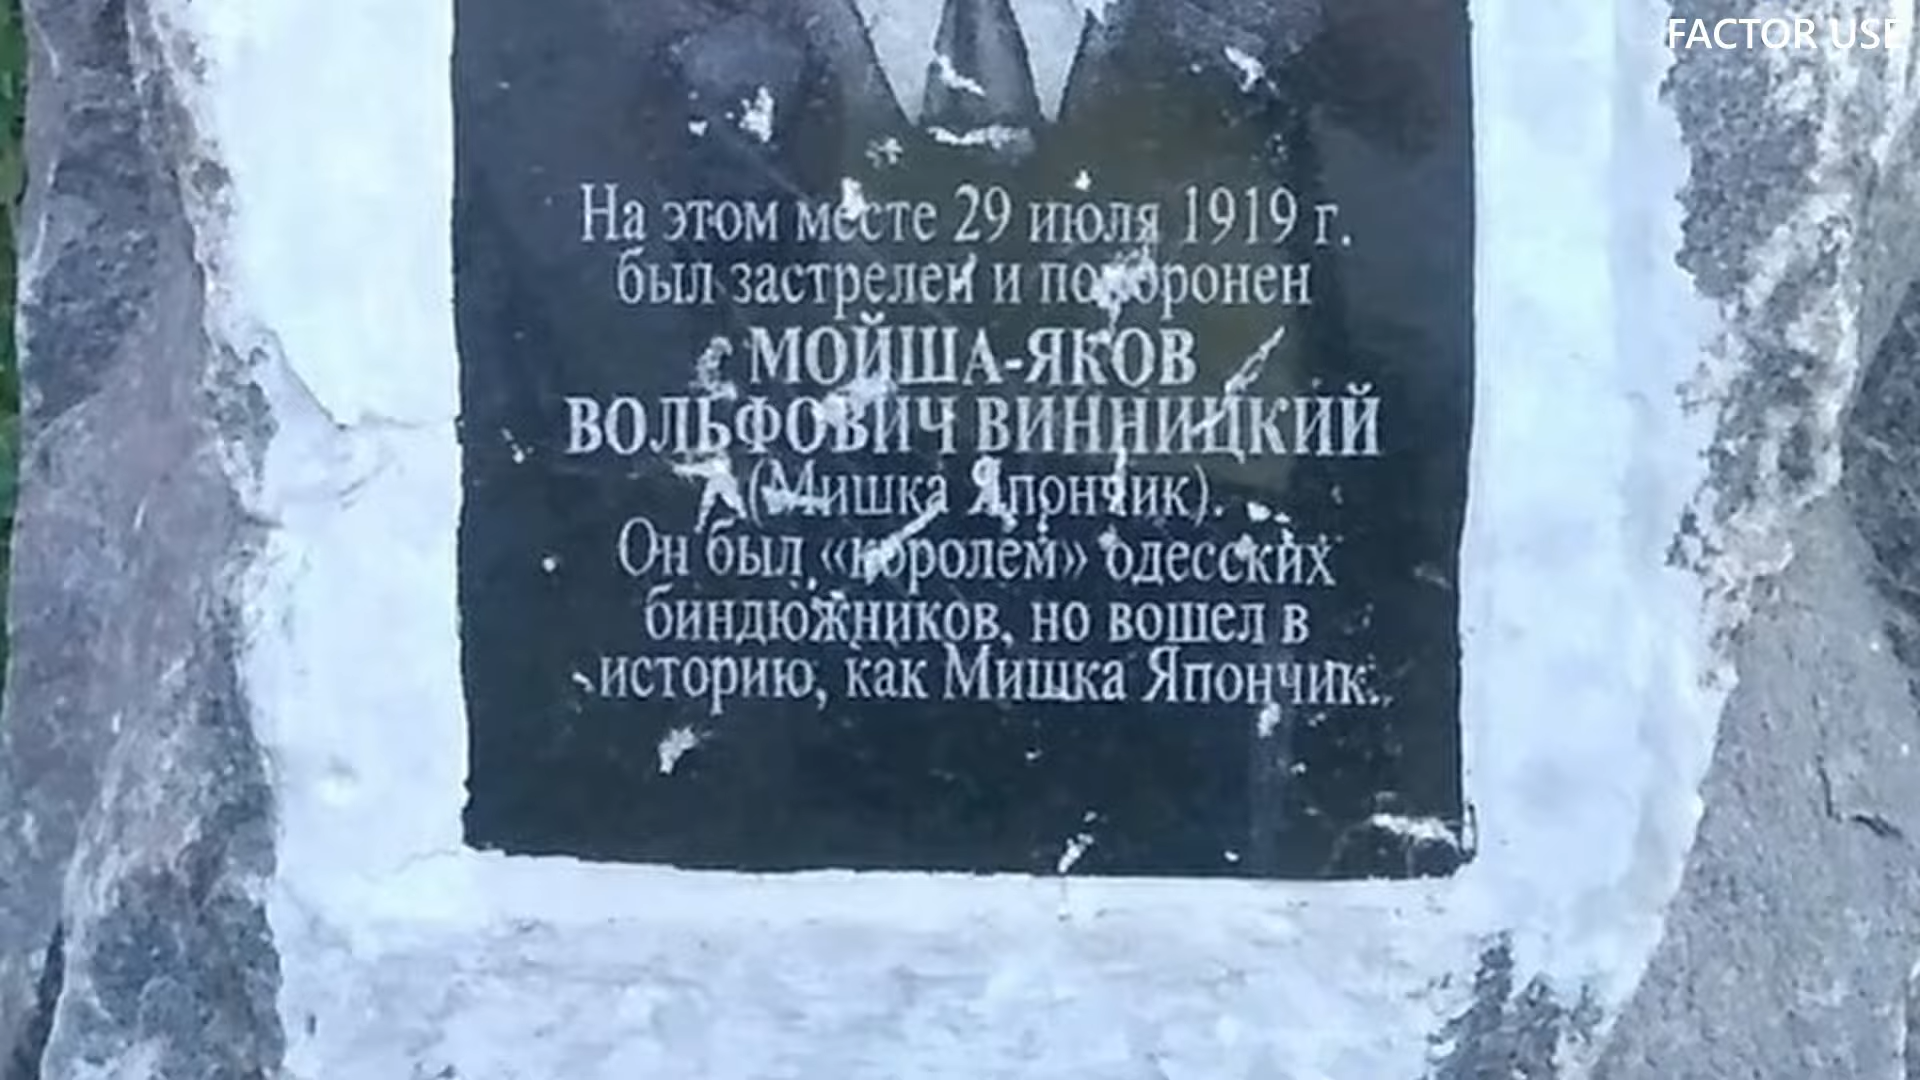 FACTOR USE
На этом месте 29 июля 1919 г.
был застрелен и похоронен
МОЙША-ЯКОВ
ВОЛЬФОВИЧ ВИННИЦКИЙ
(Мишка Япончик).
Он был «королем» одесских
биндюжников, но вошел в
историю, как Мишка Япончик.